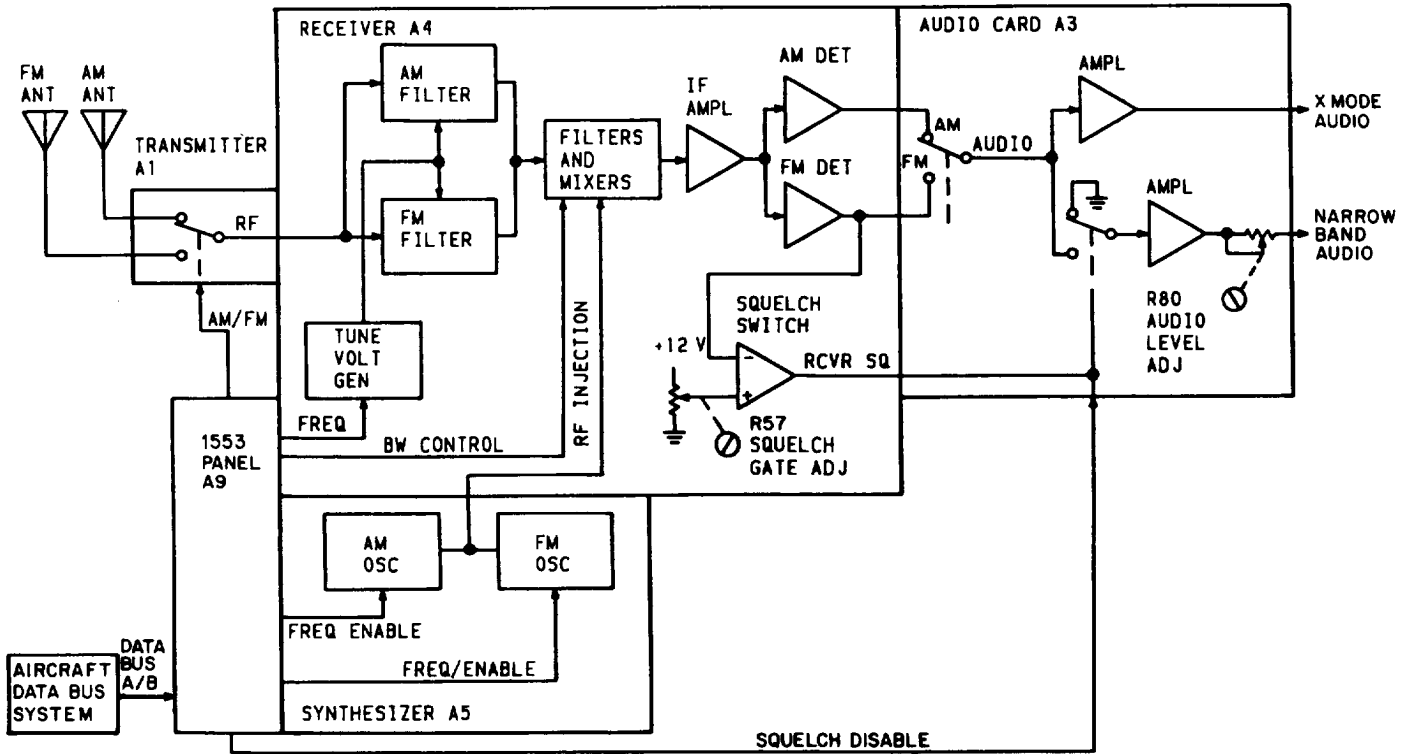 RECEIVER A4
AUDIO CARD A3
FM
ANT
AM
ANT
TRANSMITTER
A1
RF
AM/FM
AM
FILTER
FM
FILTER
TUNE
VOLT
GEN
FREQ
FILTERS
AND
MIXERS
IF
AMPL
AM DET
FM DET
AM
FM
AUDIO
AMPL
X MODE
AUDIO
AMPL
NARROW
BAND
AUDIO
R80
AUDIO
LEVEL
ADJ
SQUELCH
SWITCH
+12 V
-
+
RCVR SQ
R57
SQUELCH
GATE ADJ
BW CONTROL
RF INJECTION
1553
PANEL
A9
AM
OSC
FM
OSC
FREQ ENABLE
FREQ/ENABLE
SYNTHESIZER A5
AIRCRAFT
DATA BUS
SYSTEM
DATA
BUS
A/B
SQUELCH DISABLE